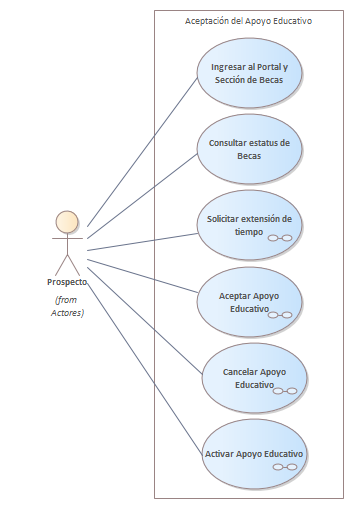 Aceptación del Apoyo Educativo
Ingresar al Portal y
Sección de Becas
Consultar estatus de
Becas
Solicitar extensión de
tiempo
Aceptar Apoyo
Educativo
Cancelar Apoyo
Educativo
Activar Apoyo Educativo
Prospecto
(from
Actores)